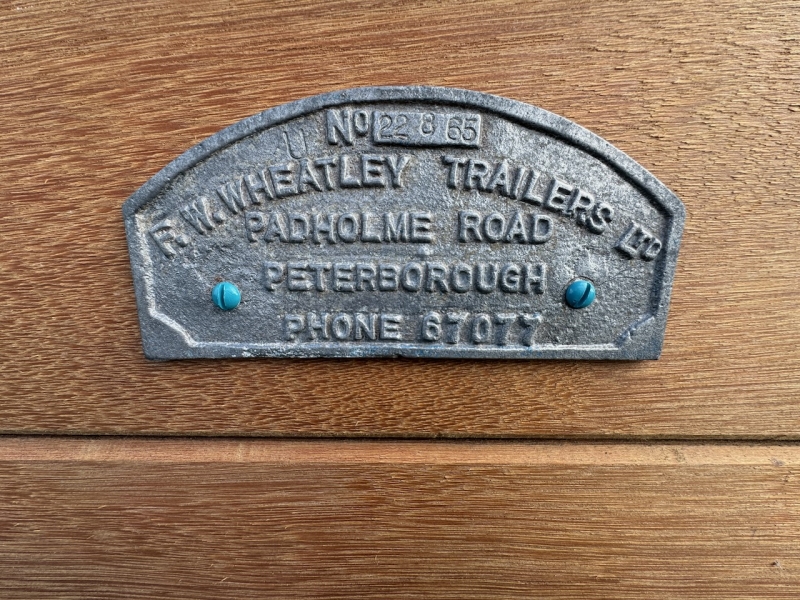 No 22 8 65
F. W. WHEATLEY TRAILERS LTD
PADHOLME ROAD
PETERBOROUGH
PHONE 67077